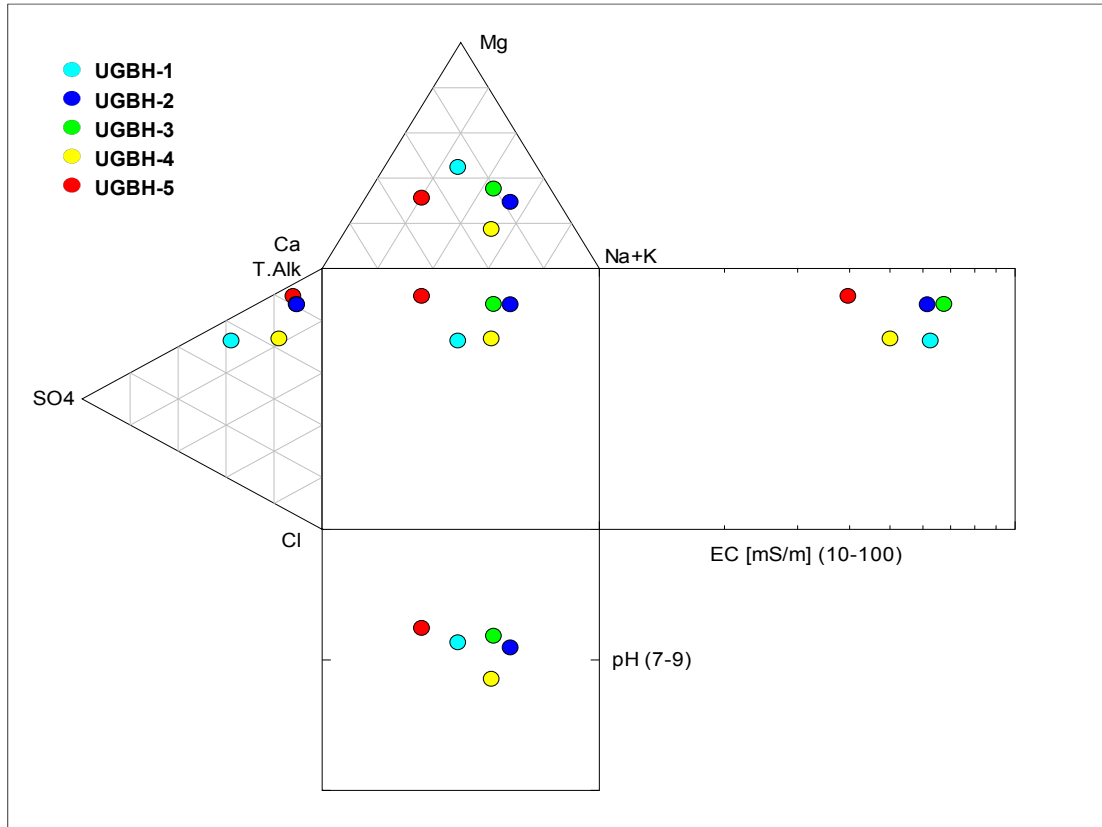 UGBH-1
UGBH-2
UGBH-3
UGBH-4
UGBH-5
Mg
Ca
T.Alk
Na+K
SO4
Cl
EC [mS/m] (10-100)
pH (7-9)